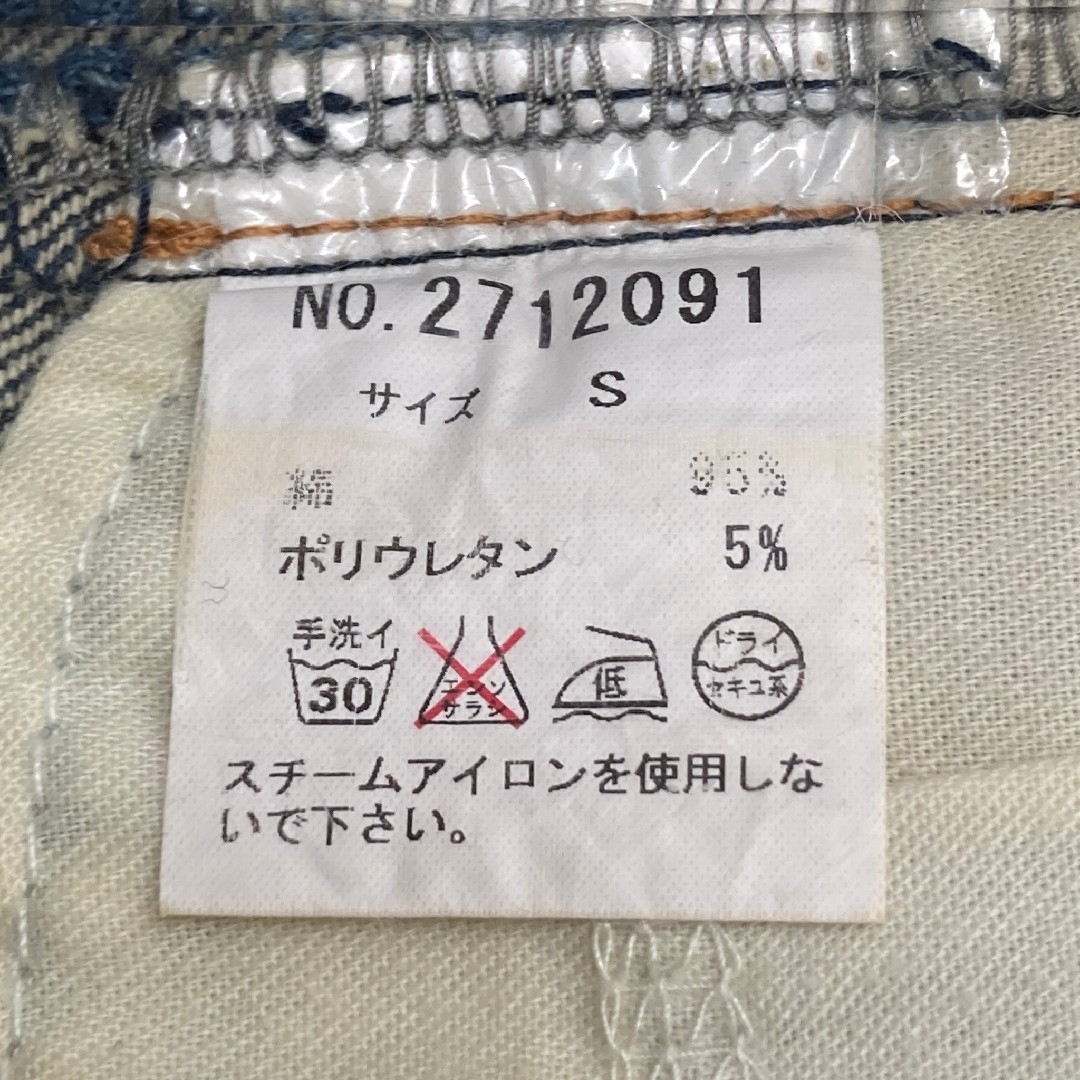 NO. 2712091
サイズ S
綿 95%
ポリウレタン 5%
手洗イ
30
エンソ
サラシ
低
ドライ
セキユ系
スチームアイロンを使用しな
いで下さい。